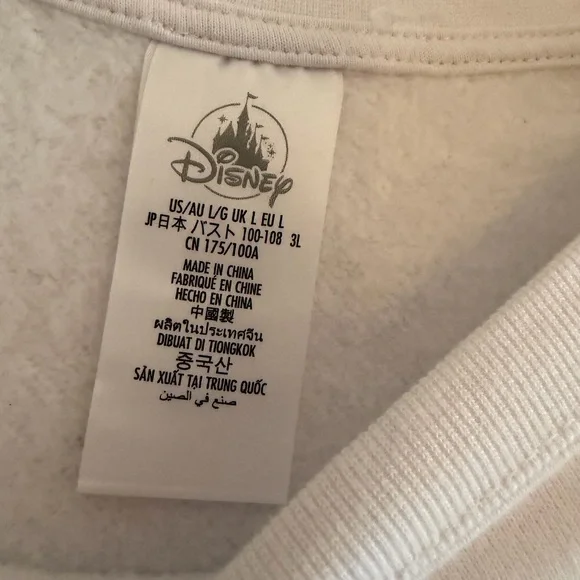 Disney
US/AU L/G UK L EU L
JP日本 バスト 100-108 3L
CN 175/100A
MADE IN CHINA
FABRIQUÉ EN CHINE
HECHO EN CHINA
中國製
ผลิตในประเทศจีน
DIBUAT DI TIONGKOK
중국산
SẢN XUẤT TẠI TRUNG QUỐC
صنع في الصين